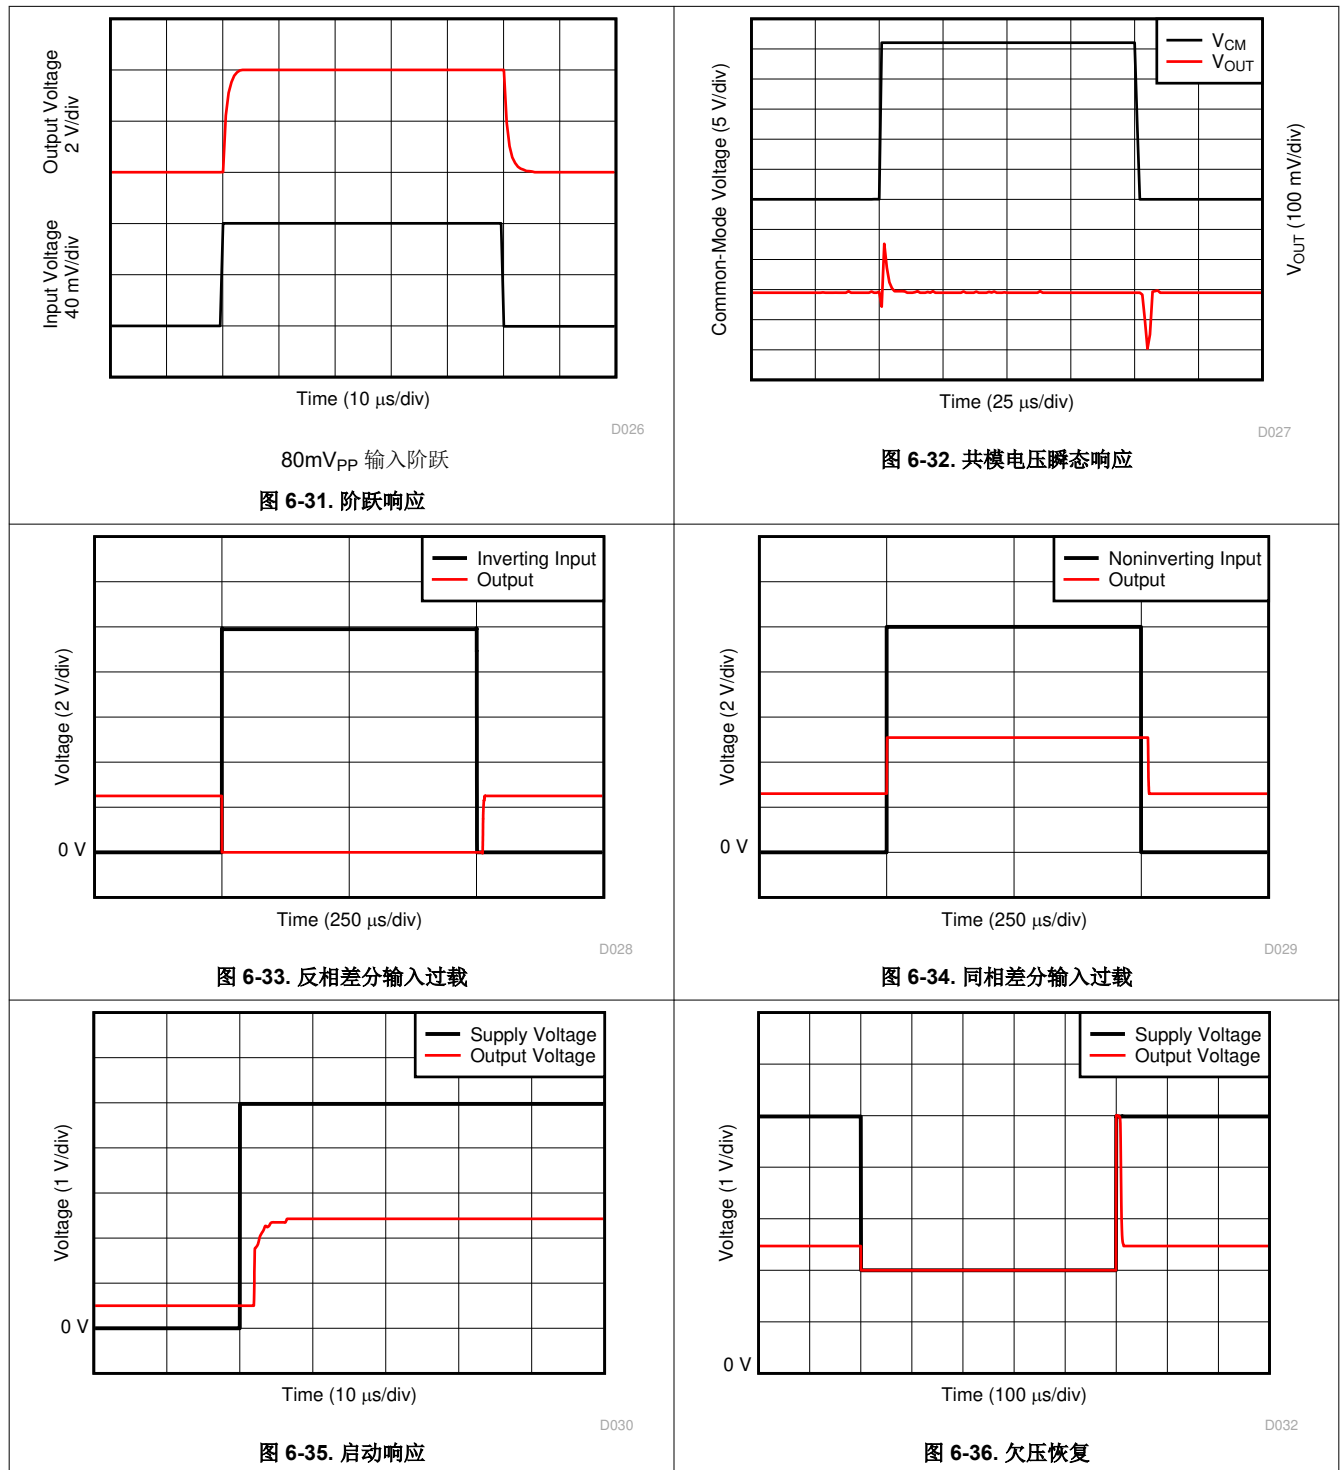 Output Voltage
2 V/div
Input Voltage
40 mV/div
Time (10 μs/div)
D026
80mVPP 输入阶跃
图 6-31. 阶跃响应
VCM
VOUT
Common-Mode Voltage (5 V/div)
VOUT (100 mV/div)
Time (25 μs/div)
D027
图 6-32. 共模电压瞬态响应
Inverting Input
Output
Voltage (2 V/div)
0 V
Time (250 μs/div)
D028
图 6-33. 反相差分输入过载
Noninverting Input
Output
Voltage (2 V/div)
0 V
Time (250 μs/div)
D029
图 6-34. 同相差分输入过载
Supply Voltage
Output Voltage
Voltage (1 V/div)
0 V
Time (10 μs/div)
D030
图 6-35. 启动响应
Supply Voltage
Output Voltage
Voltage (1 V/div)
0 V
Time (100 μs/div)
D032
图 6-36. 欠压恢复